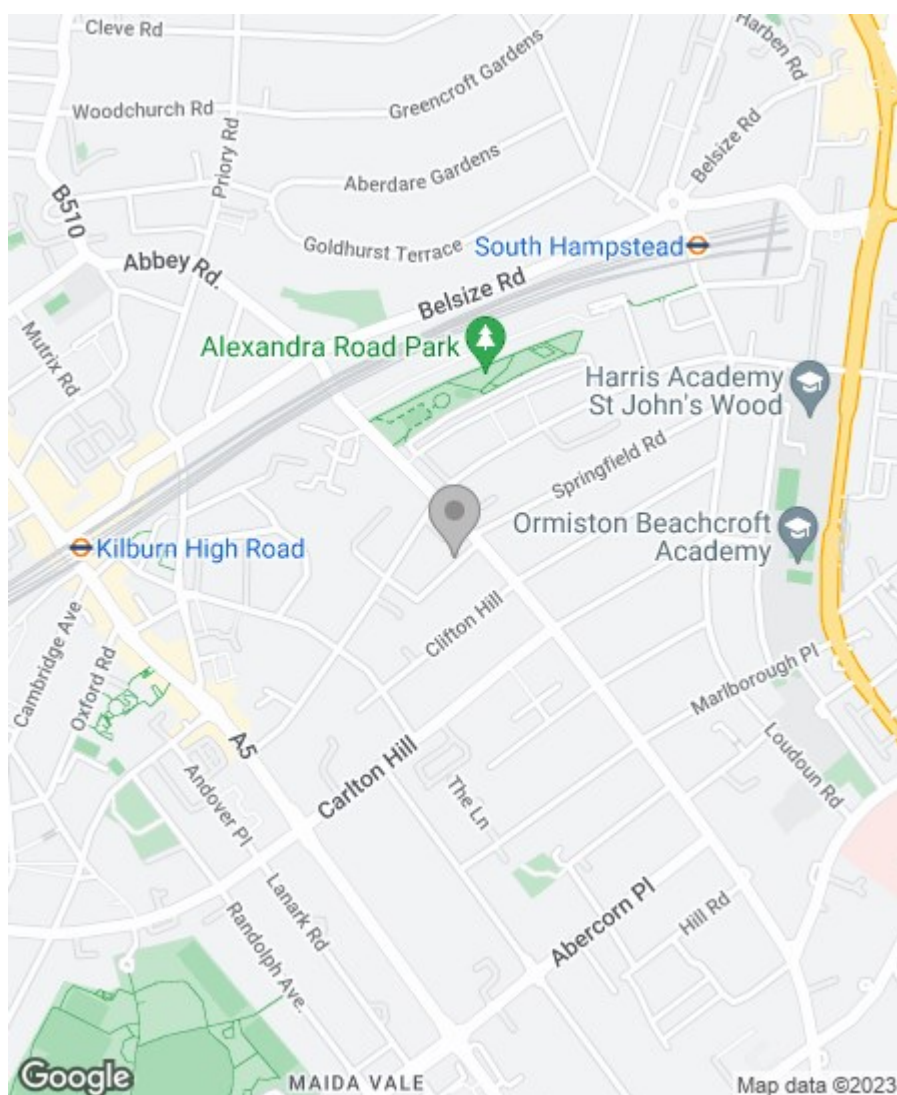 Cleve Rd
Harben Rd
Greencroft Gardens
Woodchurch Rd
Priory Rd
Belsize Rd
Aberdare Gardens
B510
Goldhurst Terrace
South Hampstead
Abbey Rd.
Belsize Rd
Mutrix Rd
Alexandra Road Park
Harris Academy
St John's Wood
Springfield Rd
Ormiston Beachcroft
Academy
Kilburn High Road
Clifton Hill
Cambridge Ave
Oxford Rd
Marlborough Pl
A5
Loudoun Rd
Carlton Hill
The Ln
Andover Pl
Lanark Rd
Abercorn Pl
Hill Rd
Randolph Ave.
Google
MAIDA VALE
Map data ©2023